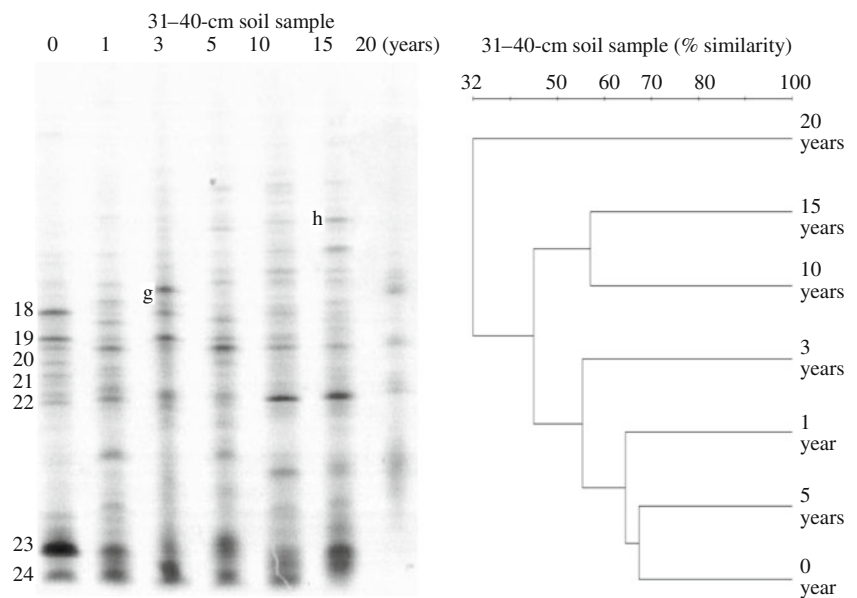 31–40-cm soil sample
0 1 3 5 10 15 20 (years)
h
g
18
19
20
21
22
23
24
31–40-cm soil sample (% similarity)
32 50 60 70 80 100
20
years
15
years
10
years
3
years
1
year
5
years
0
year